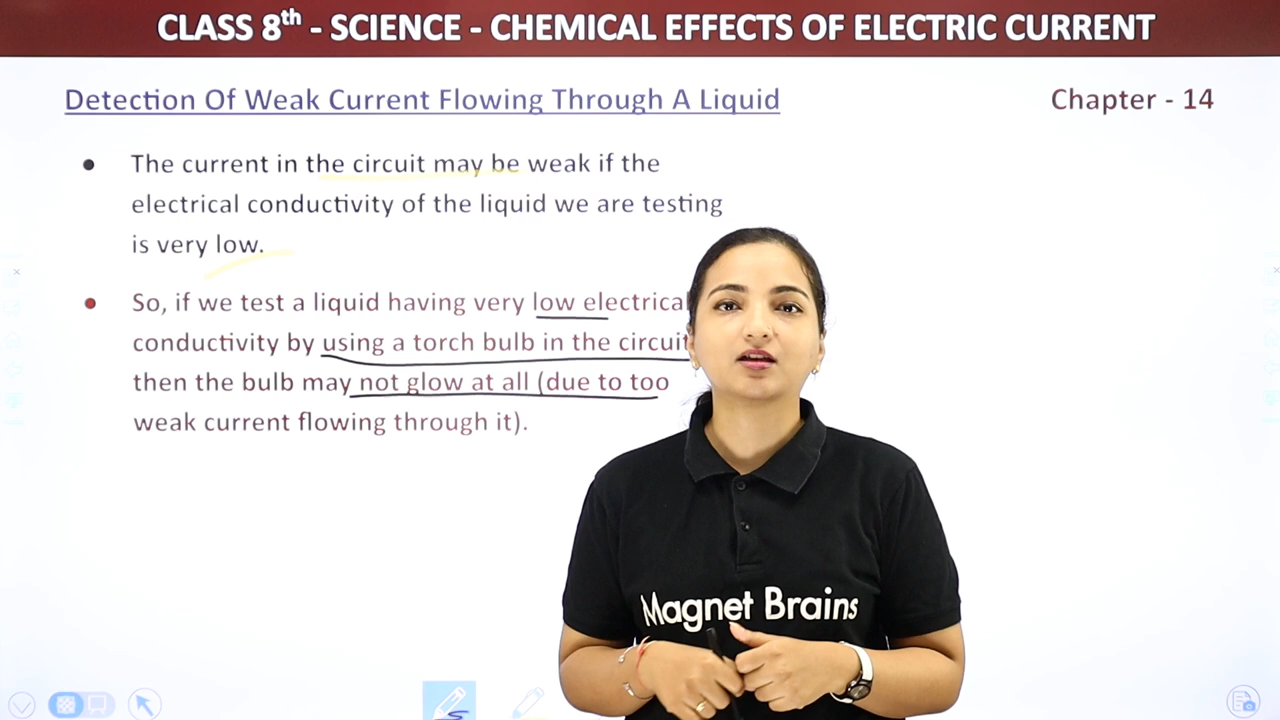 CLASS 8th - SCIENCE - CHEMICAL EFFECTS OF ELECTRIC CURRENT
Detection Of Weak Current Flowing Through A Liquid
Chapter - 14
The current in the circuit may be weak if the
electrical conductivity of the liquid we are testing
is very low.
So, if we test a liquid having very low electrical
conductivity by using a torch bulb in the circuit
then the bulb may not glow at all (due to too
weak current flowing through it).
Magnet Brains